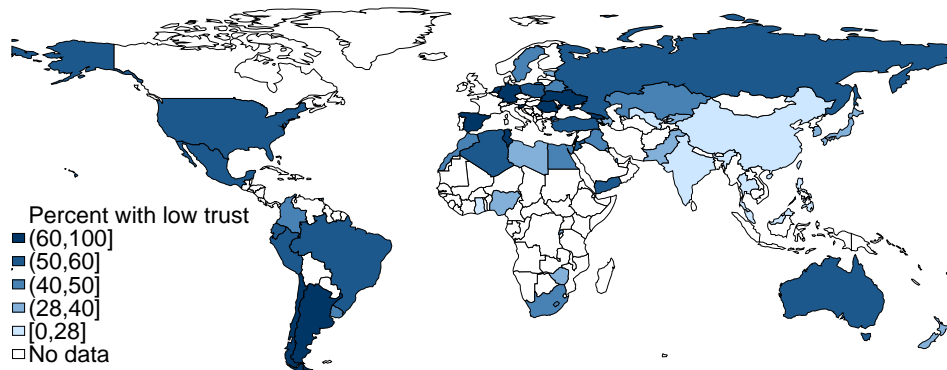 Percent with low trust
(60,100]
(50,60]
(40,50]
(28,40]
[0,28]
No data